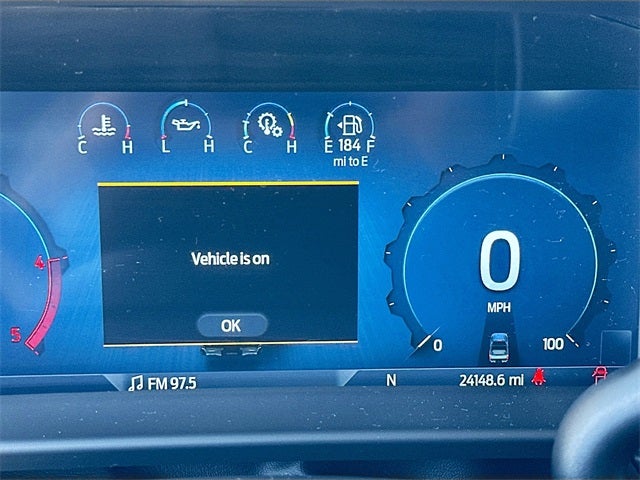 C H L H C H E 184 F
mi to E
Vehicle is on
4
0
MPH
5
OK
0 100
FM 97.5 N 24148.6 mi